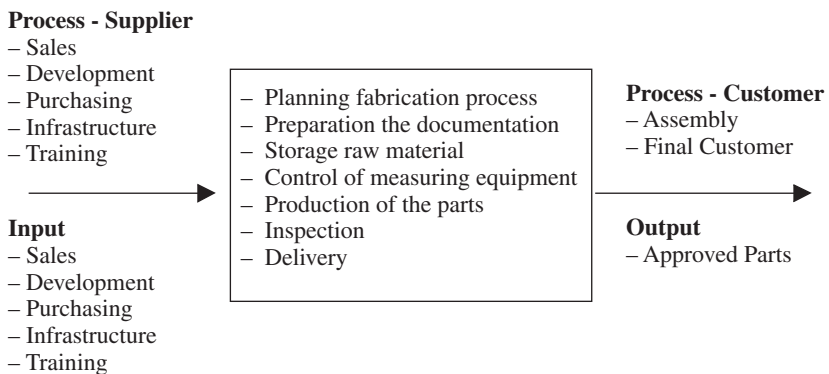 Process - Supplier
– Sales
– Development
– Purchasing
– Infrastructure
– Training
Input
– Sales
– Development
– Purchasing
– Infrastructure
– Training
– Planning fabrication process
– Preparation the documentation
– Storage raw material
– Control of measuring equipment
– Production of the parts
– Inspection
– Delivery
Process - Customer
– Assembly
– Final Customer
Output
– Approved Parts